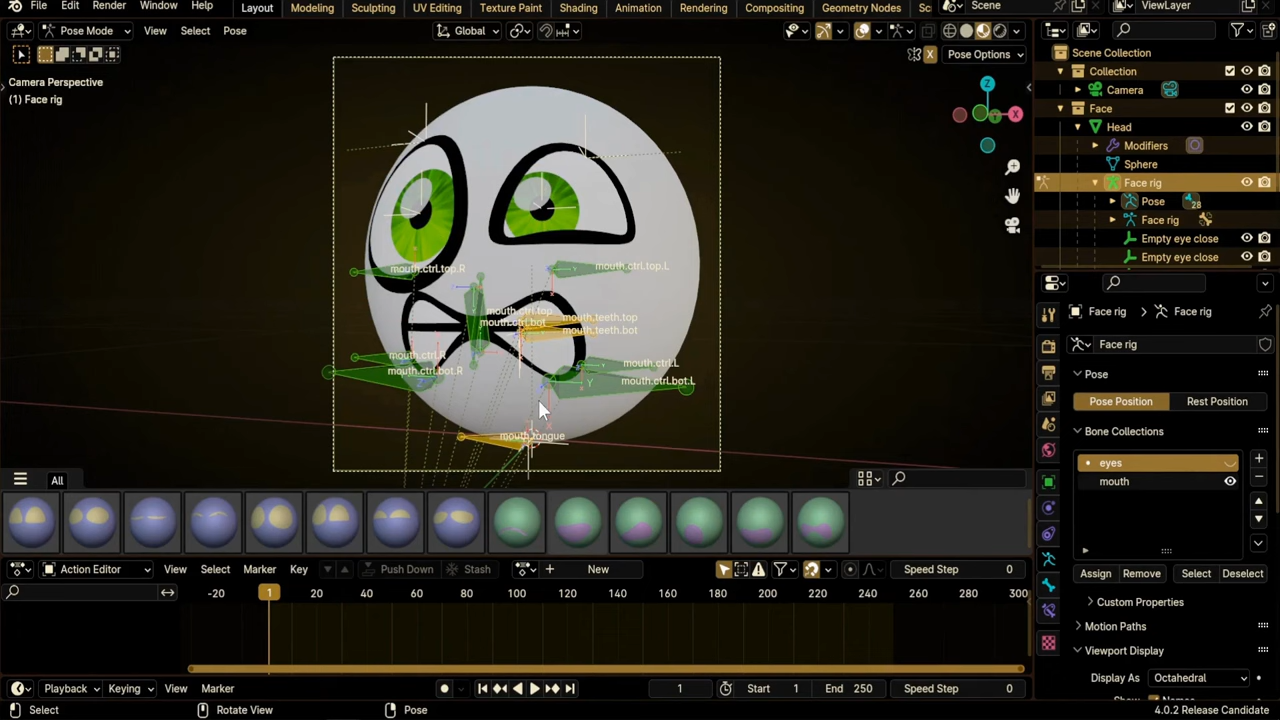 File Edit Render Window Help Layout Modeling Sculpting UV Editing Texture Paint Shading Animation Rendering Compositing Geometry Nodes Sc Scene ViewLayer
Pose Mode View Select Pose Global
X Pose Options
Camera Perspective
(1) Face rig
Z
X
Scene Collection
Collection
Camera
Face
Head
Modifiers
Sphere
Face rig
Pose 28
Face rig
Empty eye close
Empty eye close
mouth.ctrl.top.R mouth.ctrl.top.L
mouth.ctrl.top mouth.teeth.top
mouth.ctrl.bot mouth.teeth.bot
mouth.ctrl.R mouth.ctrl.L
mouth.ctrl.bot.R mouth.ctrl.bot.L
Y
mouth.tongue
Face rig Face rig
Face rig
Pose
Pose Position Rest Position
Bone Collections
eyes
mouth
Assign Remove Select Deselect
Custom Properties
Motion Paths
Viewport Display
Display As Octahedral
All
Action Editor View Select Marker Key Push Down Stash New Speed Step 0
-20 1 20 40 60 80 100 120 140 160 180 200 220 240 260 280 300
Playback Keying View Marker 1 Start 1 End 250 Speed Step 0
Select Rotate View Pose 4.0.2 Release Candidate